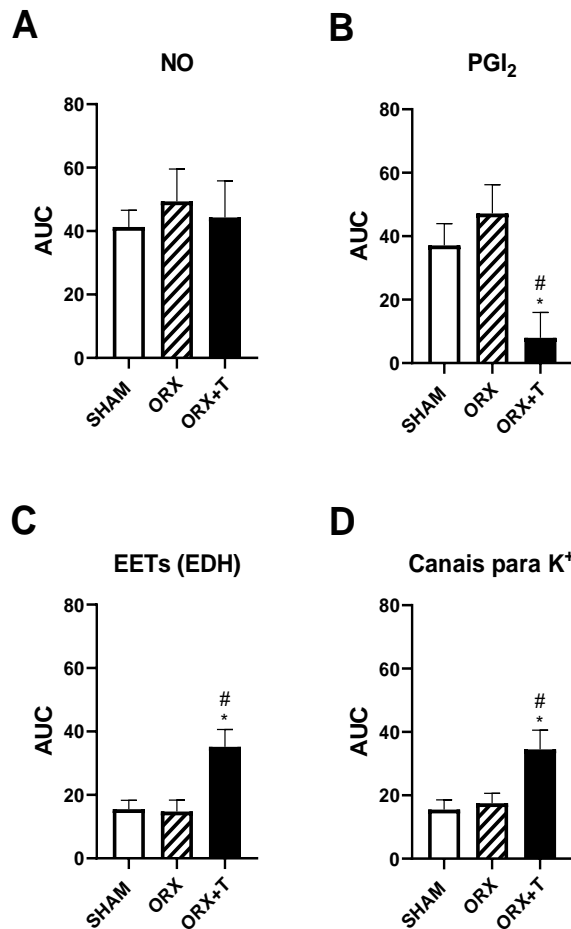 A
NO
80
60
40
20
0
AUC
SHAM
ORX
ORX+T
B
PGI₂
80
60
40
20
0
AUC
#
*
SHAM
ORX
ORX+T
C
EETs (EDH)
80
60
40
20
0
AUC
#
*
SHAM
ORX
ORX+T
D
Canais para K⁺
80
60
40
20
0
AUC
#
*
SHAM
ORX
ORX+T